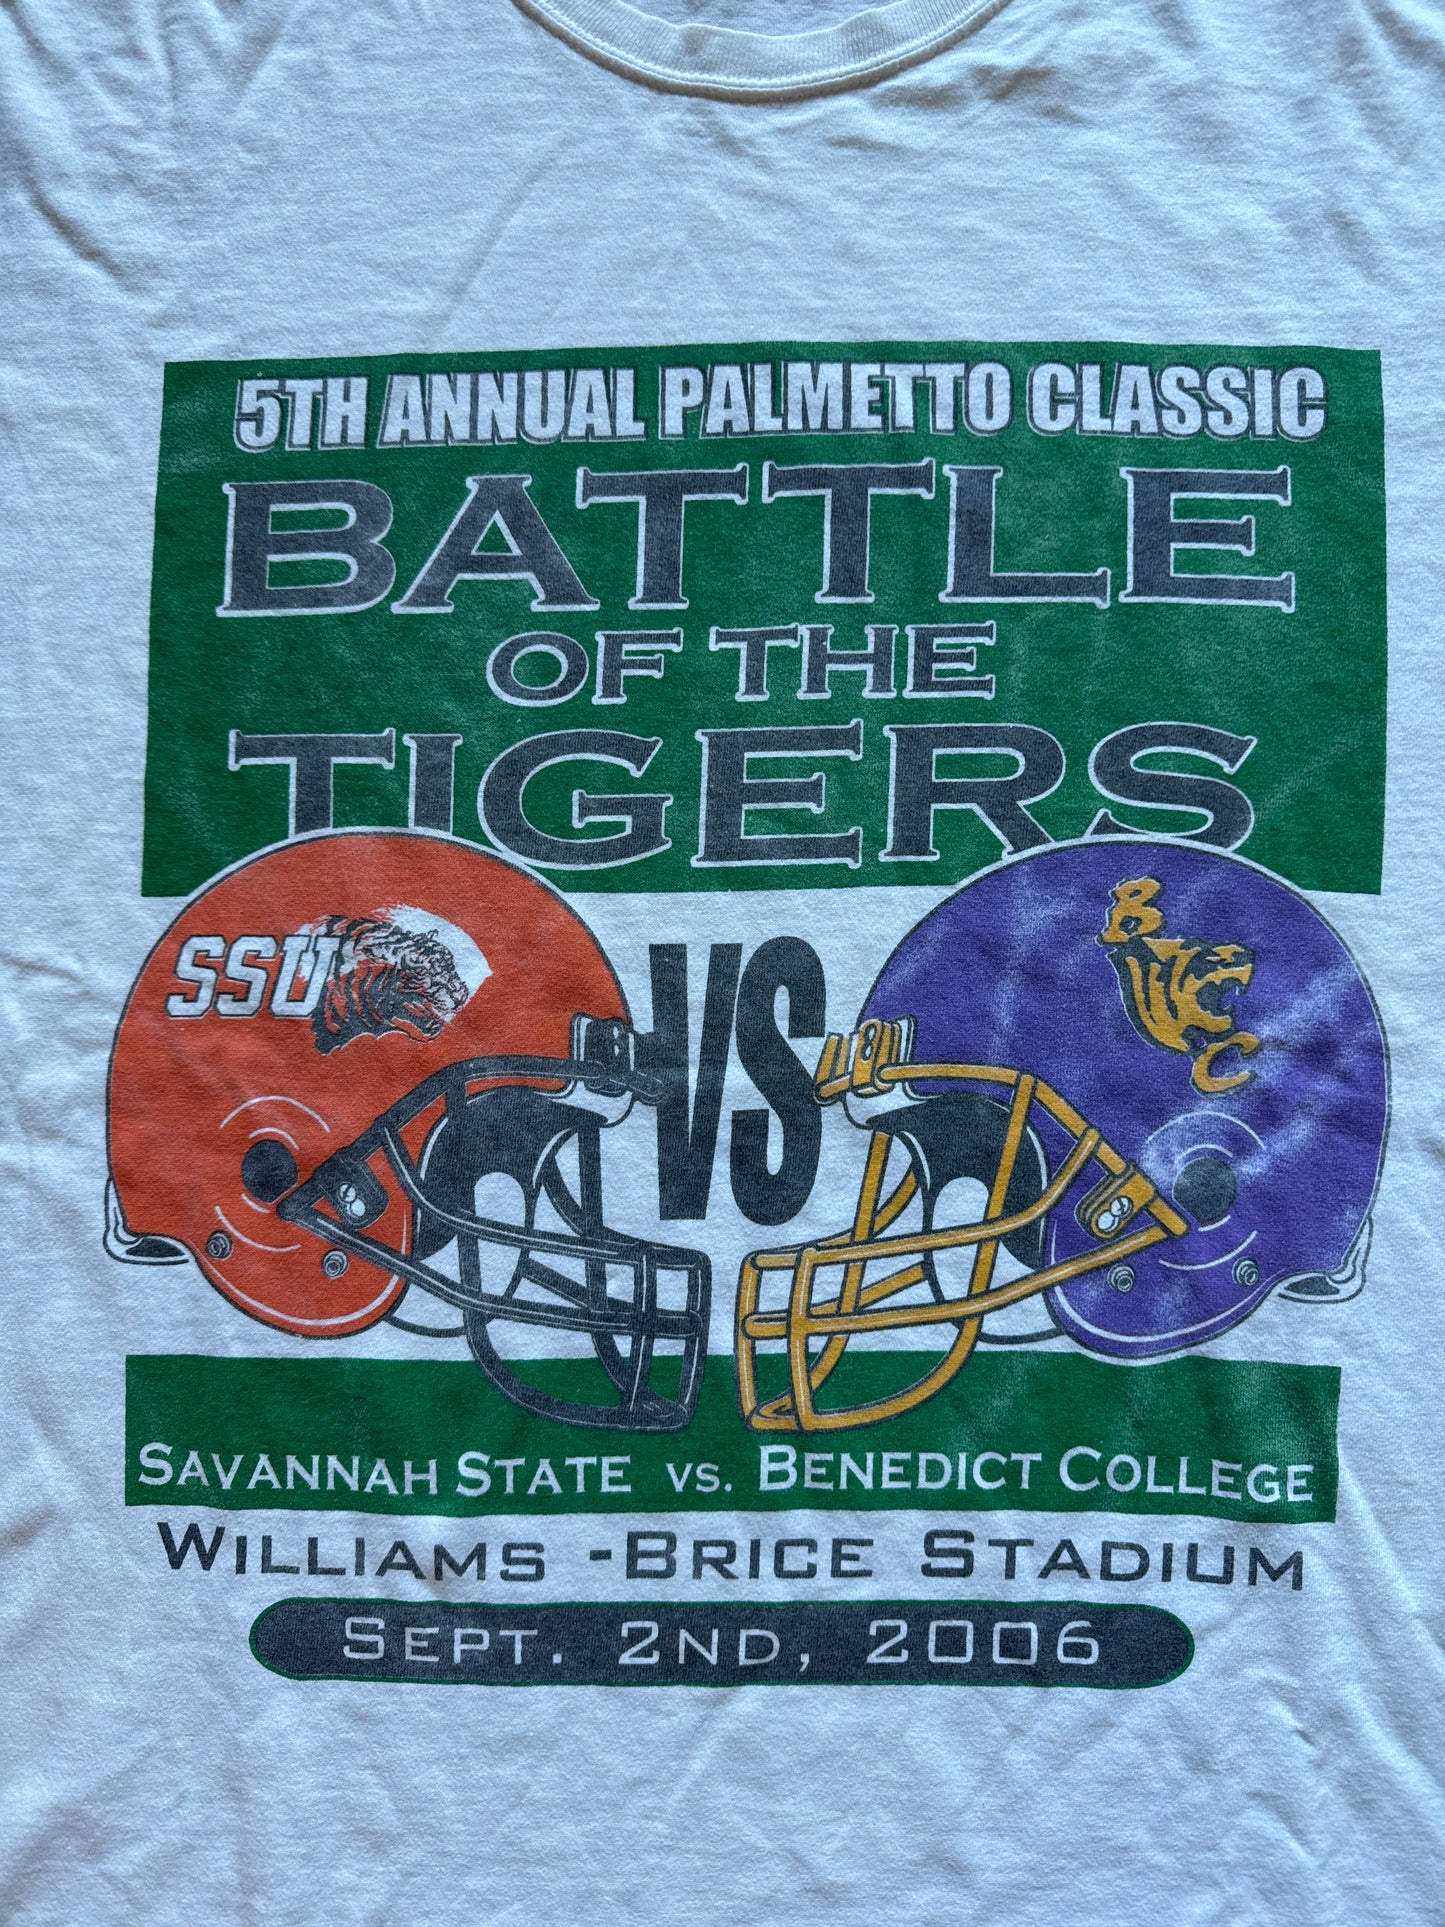 5TH ANNUAL PALMETTO CLASSIC
BATTLE
OF THE
TIGERS
SSU
VS
B
C
SAVANNAH STATE VS. BENEDICT COLLEGE
WILLIAMS -BRICE STADIUM
SEPT. 2ND, 2006